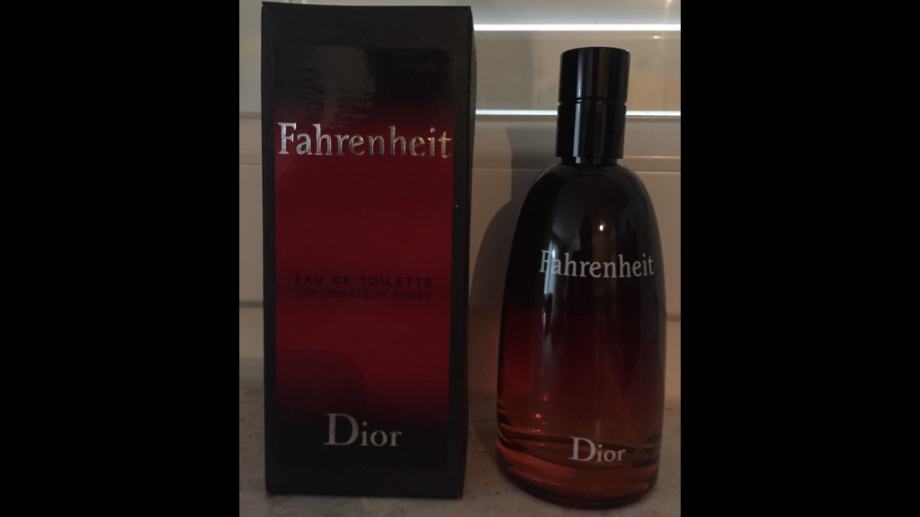 Fahrenheit
EAU DE TOILETTE
VAPORISATEUR SPRAY
Dior
Fahrenheit
Dior